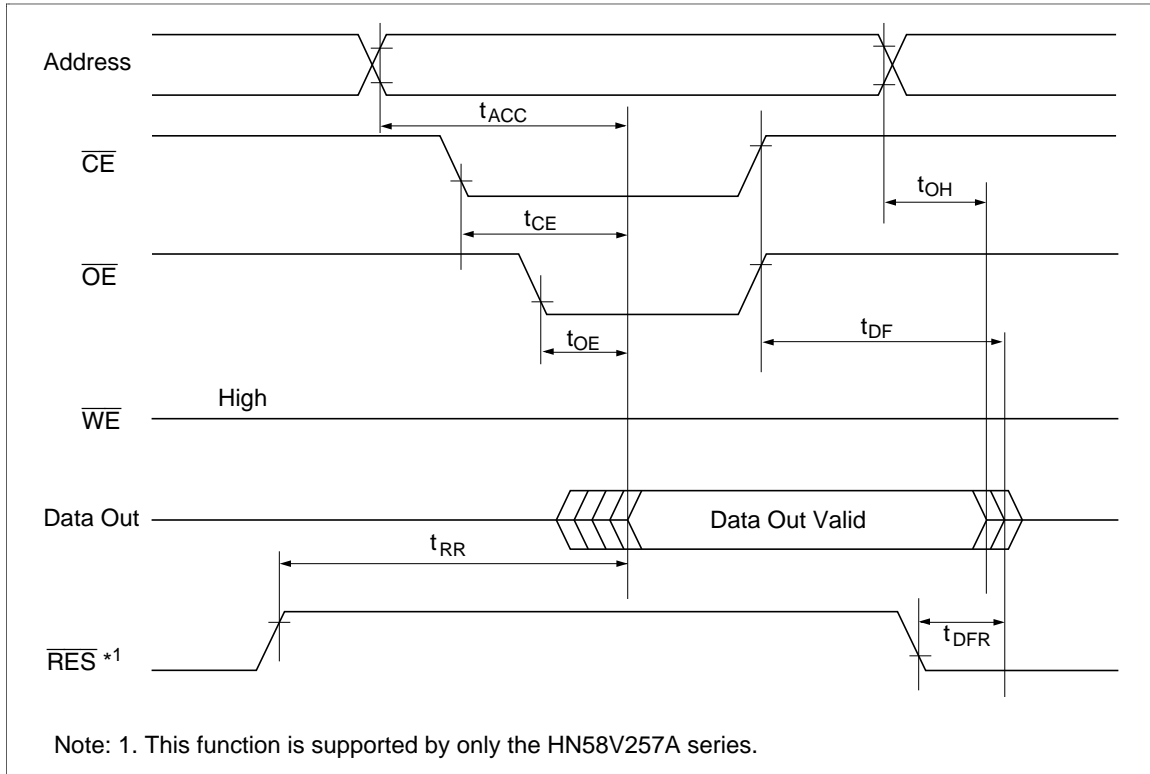 Address
tACC
CE
tOH
tCE
OE
tDF
tOE
High
WE
Data Out
Data Out Valid
tRR
RES *1
tDFR
Note: 1. This function is supported by only the HN58V257A series.